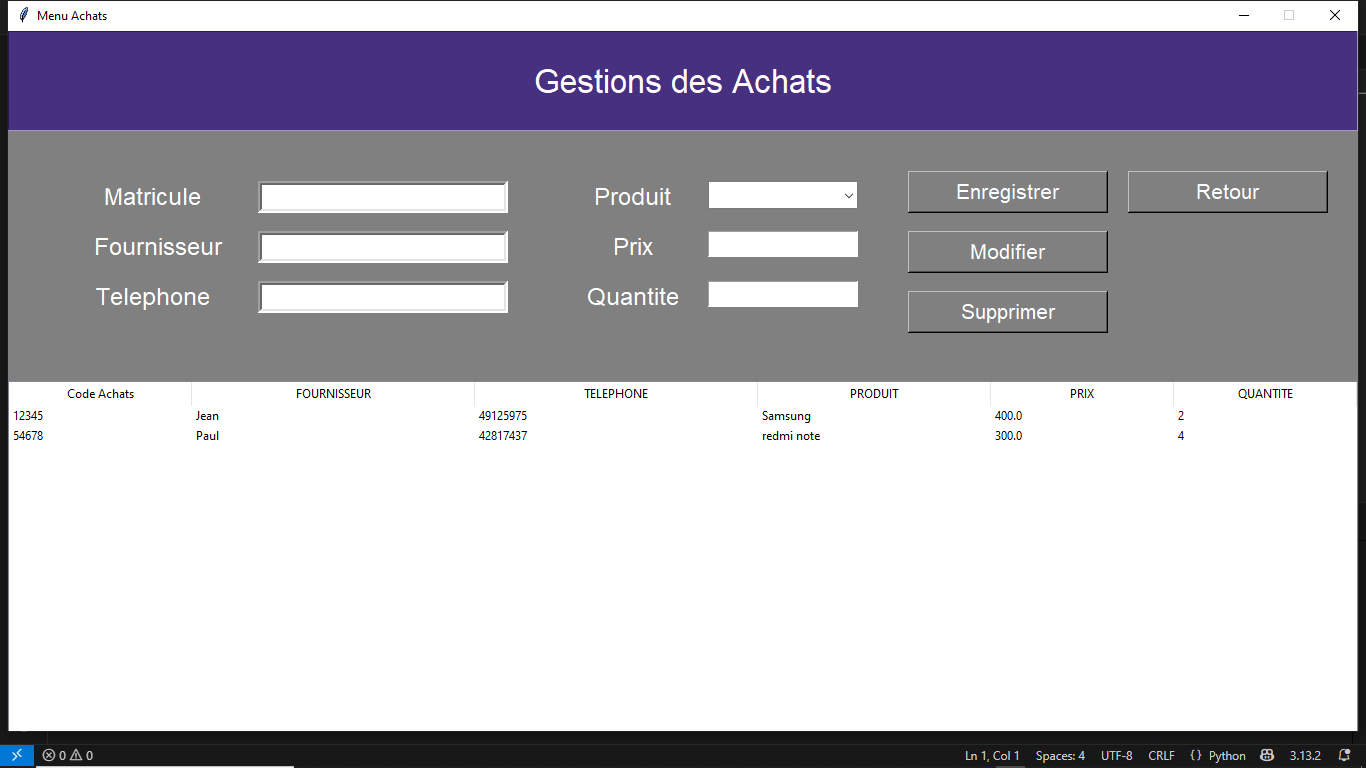 Menu Achats
Gestions des Achats
Matricule Produit Enregistrer Retour
Fournisseur Prix Modifier
Telephone Quantite Supprimer
Code Achats FOURNISSEUR TELEPHONE PRODUIT PRIX QUANTITE
12345 Jean 49125975 Samsung 400.0 2
54678 Paul 42817437 redmi note 300.0 4
0 0 Ln 1, Col 1 Spaces: 4 UTF-8 CRLF {} Python 3.13.2